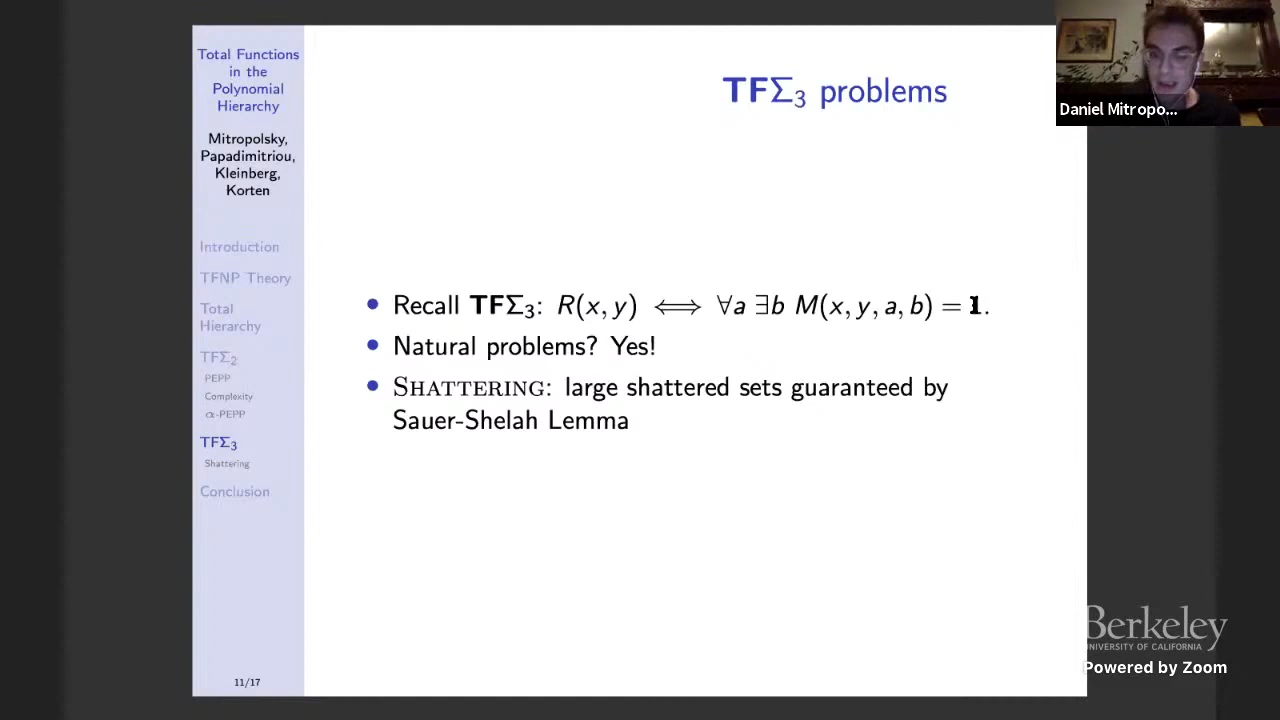 Total Functions
in the
Polynomial
Hierarchy
Mitropolsky,
Papadimitriou,
Kleinberg,
Korten
Introduction
TFNP Theory
Total
Hierarchy
TFΣ₂
PEPP
Complexity
α-PEPP
TFΣ₃
Shattering
Conclusion
11/17
TFΣ₃ problems
• Recall TFΣ₃: R(x, y) ⟺ ∀a ∃b M(x, y, a, b) = 1.
• Natural problems? Yes!
• SHATTERING: large shattered sets guaranteed by
Sauer-Shelah Lemma
Daniel Mitropo...
Berkeley
UNIVERSITY OF CALIFORNIA
Powered by Zoom